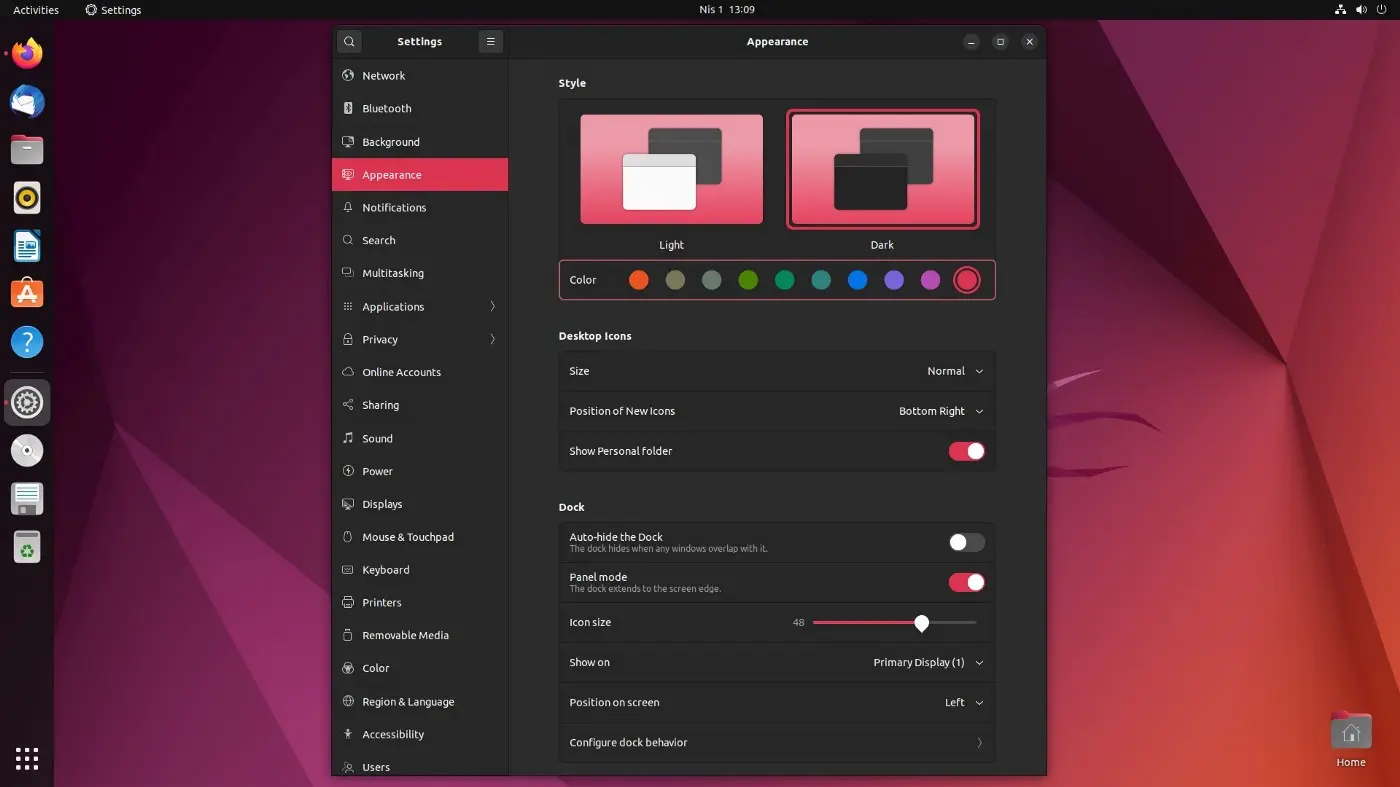 Activities
Settings
Nis 1 13:09
Settings
Appearance
Network
Bluetooth
Background
Appearance
Notifications
Search
Multitasking
Applications
Privacy
Online Accounts
Sharing
Sound
Power
Displays
Mouse & Touchpad
Keyboard
Printers
Removable Media
Color
Region & Language
Accessibility
Users
Style
Light
Dark
Color
Desktop Icons
Size
Normal
Position of New Icons
Bottom Right
Show Personal folder
Dock
Auto-hide the Dock
The dock hides when any windows overlap with it.
Panel mode
The dock extends to the screen edge.
Icon size
48
Show on
Primary Display (1)
Position on screen
Left
Configure dock behavior
Home